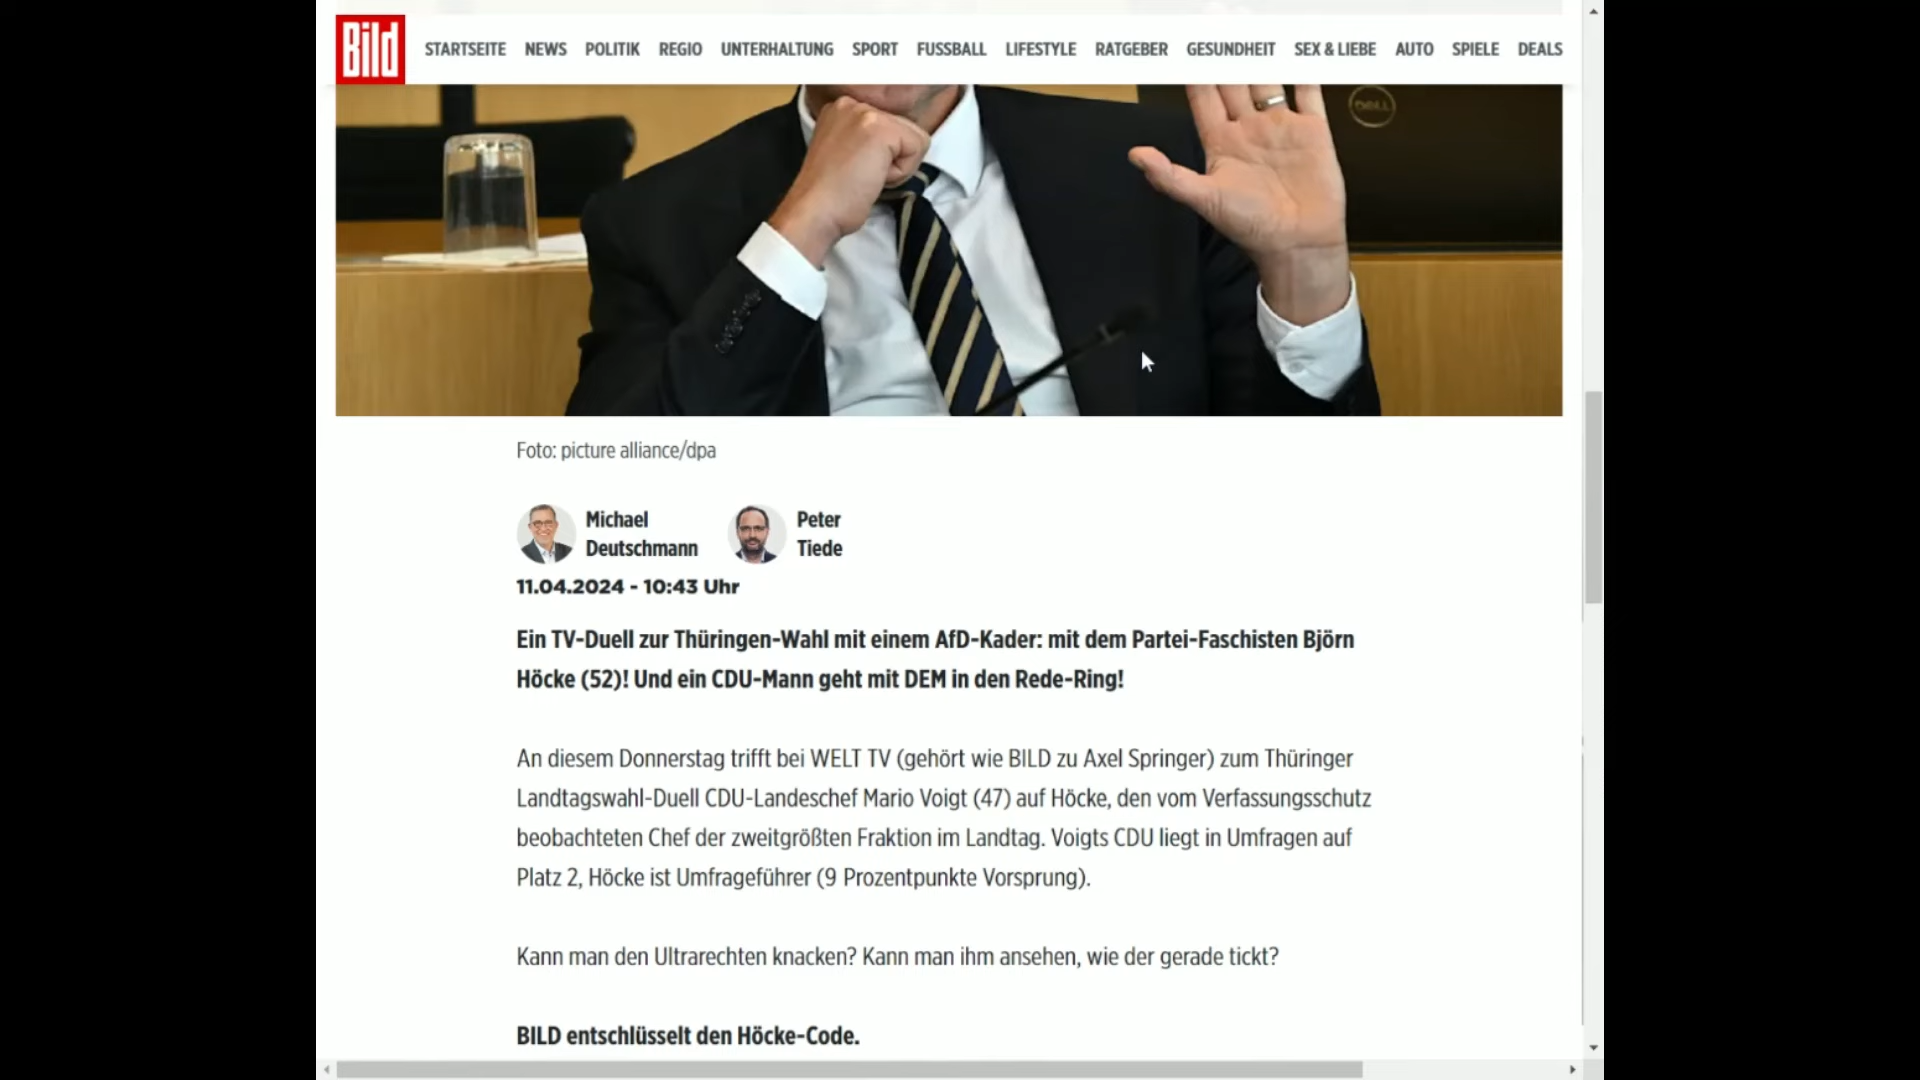 Bild
STARTSEITE NEWS POLITIK REGIO UNTERHALTUNG SPORT FUSSBALL LIFESTYLE RATGEBER GESUNDHEIT SEX & LIEBE AUTO SPIELE DEALS
DELL
Foto: picture alliance/dpa
Michael
Deutschmann
Peter
Tiede
11.04.2024 - 10:43 Uhr
Ein TV-Duell zur Thüringen-Wahl mit einem AfD-Kader: mit dem Partei-Faschisten Björn
Höcke (52)! Und ein CDU-Mann geht mit DEM in den Rede-Ring!
An diesem Donnerstag trifft bei WELT TV (gehört wie BILD zu Axel Springer) zum Thüringer
Landtagswahl-Duell CDU-Landeschef Mario Voigt (47) auf Höcke, den vom Verfassungsschutz
beobachteten Chef der zweitgrößten Fraktion im Landtag. Voigts CDU liegt in Umfragen auf
Platz 2, Höcke ist Umfrageführer (9 Prozentpunkte Vorsprung).
Kann man den Ultrarechten knacken? Kann man ihm ansehen, wie der gerade tickt?
BILD entschlüsselt den Höcke-Code.